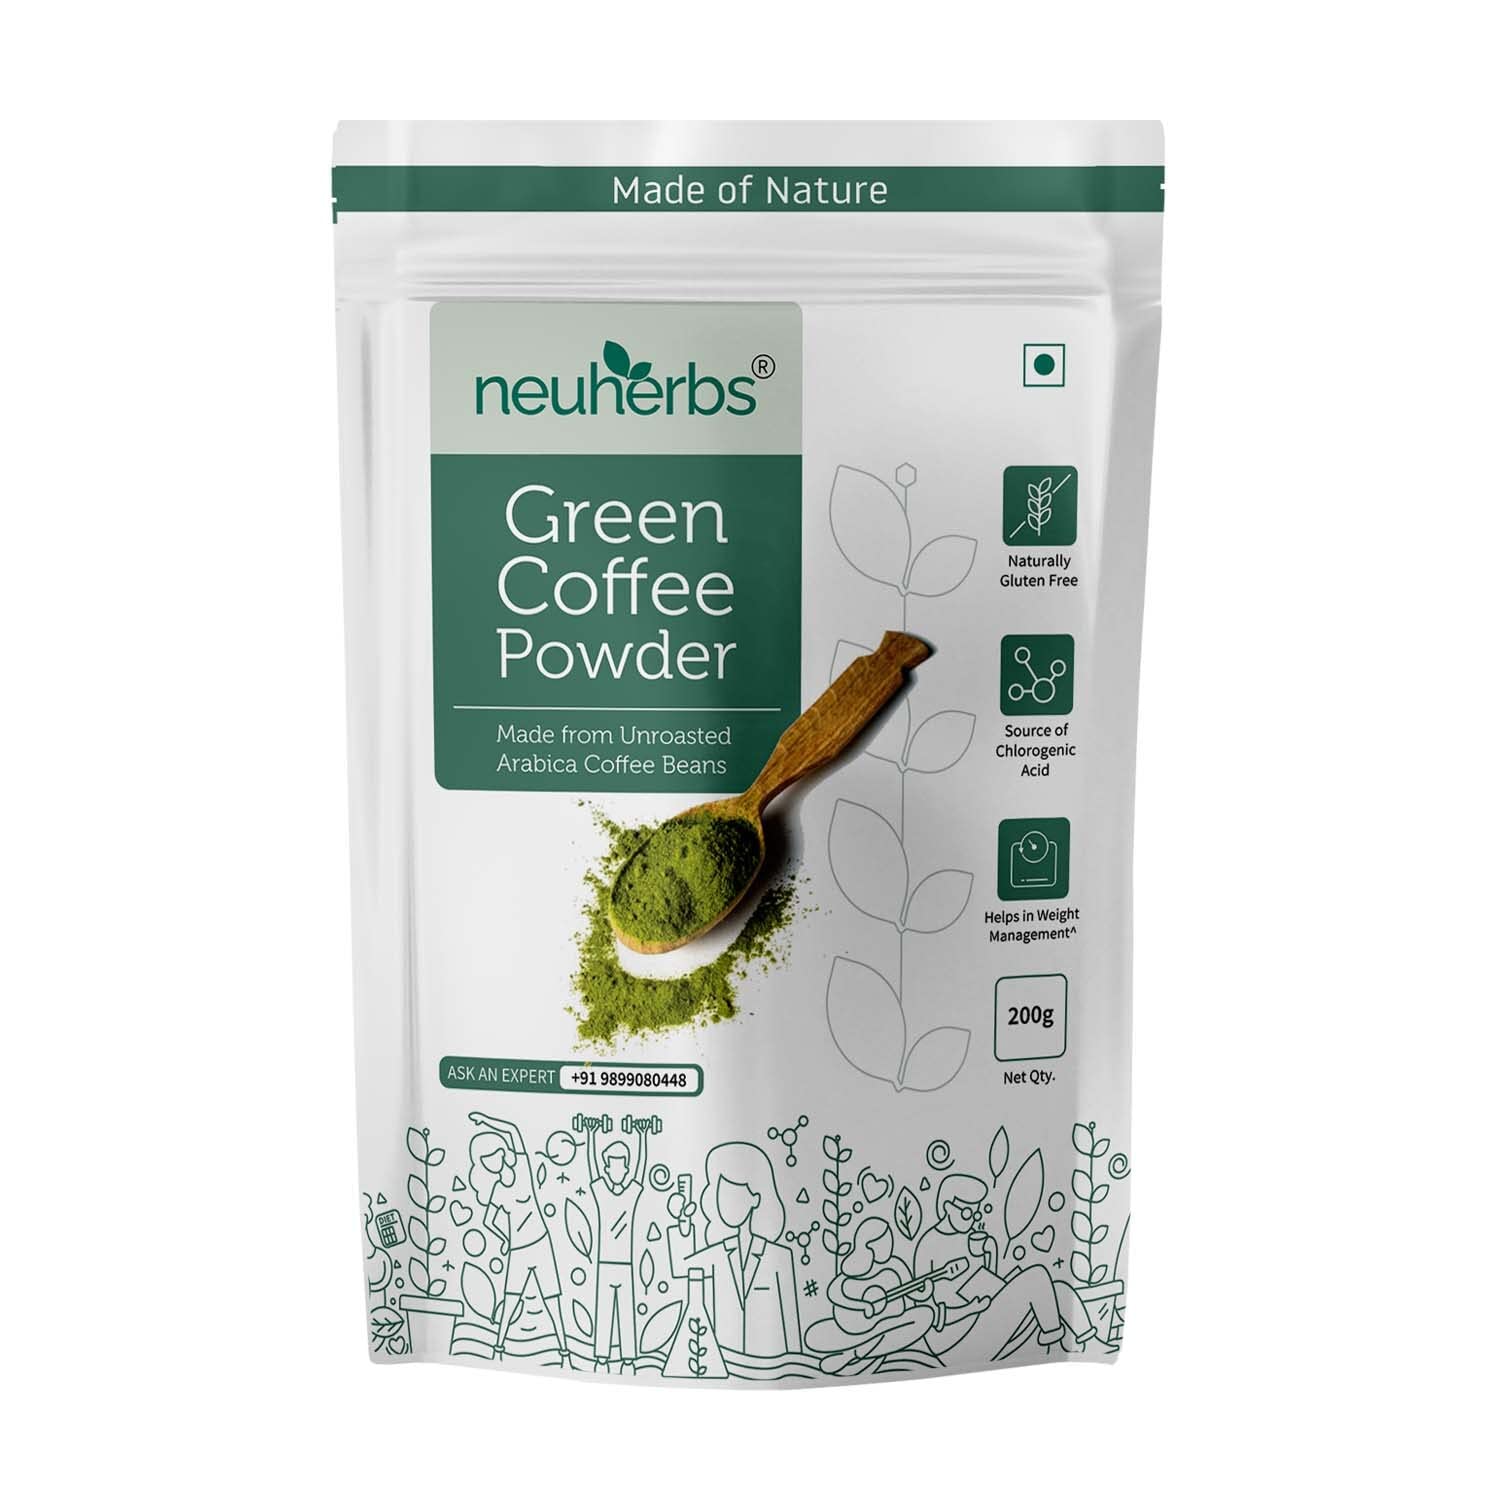 Made of Nature
neuherbs®
Green
Coffee
Powder
Made from Unroasted
Arabica Coffee Beans
Naturally
Gluten Free
Source of
Chlorogenic
Acid
Helps in Weight
Management^
200g
Net Qty.
ASK AN EXPERT +91 9899080448
DIET
#